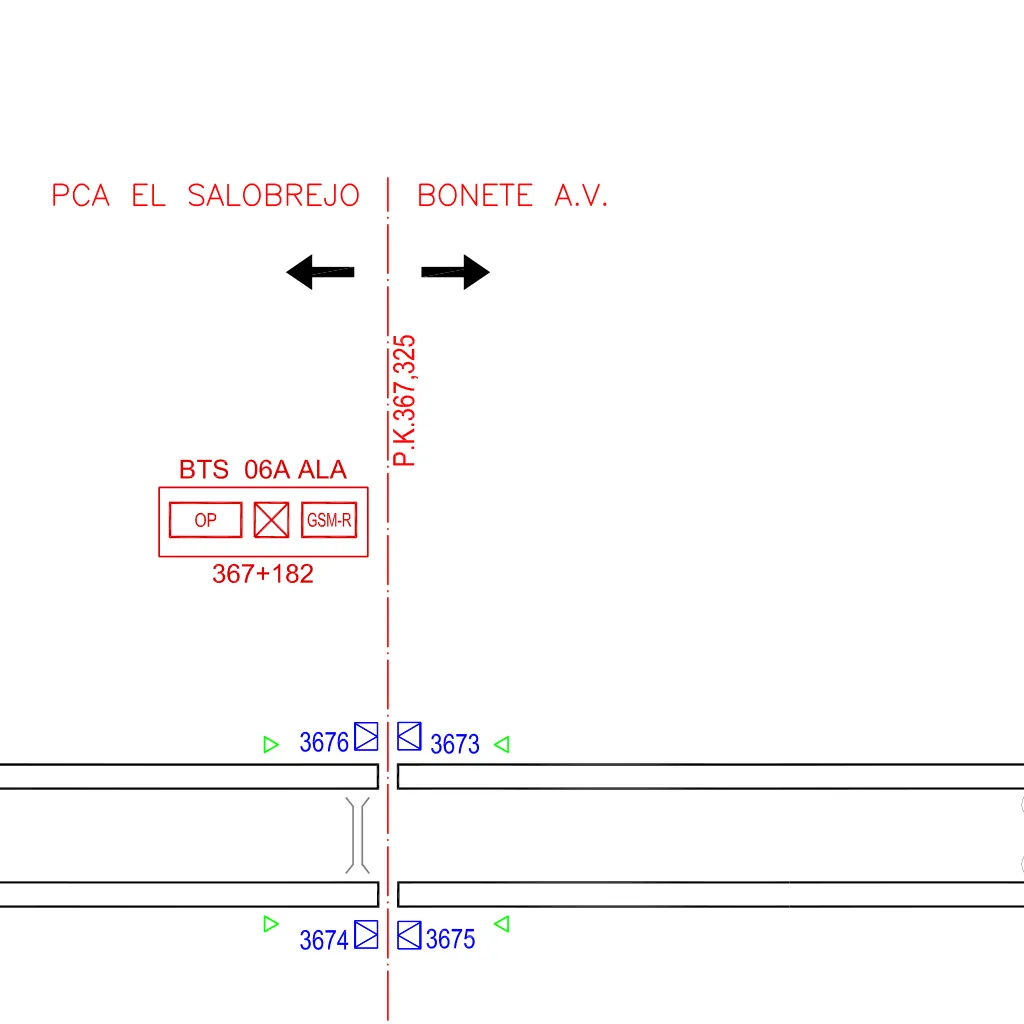 PCA EL SALOBREJO
BONETE A.V.
P.K.367,325
BTS 06A ALA
OP
GSM-R
367+182
3676
3673
3674
3675